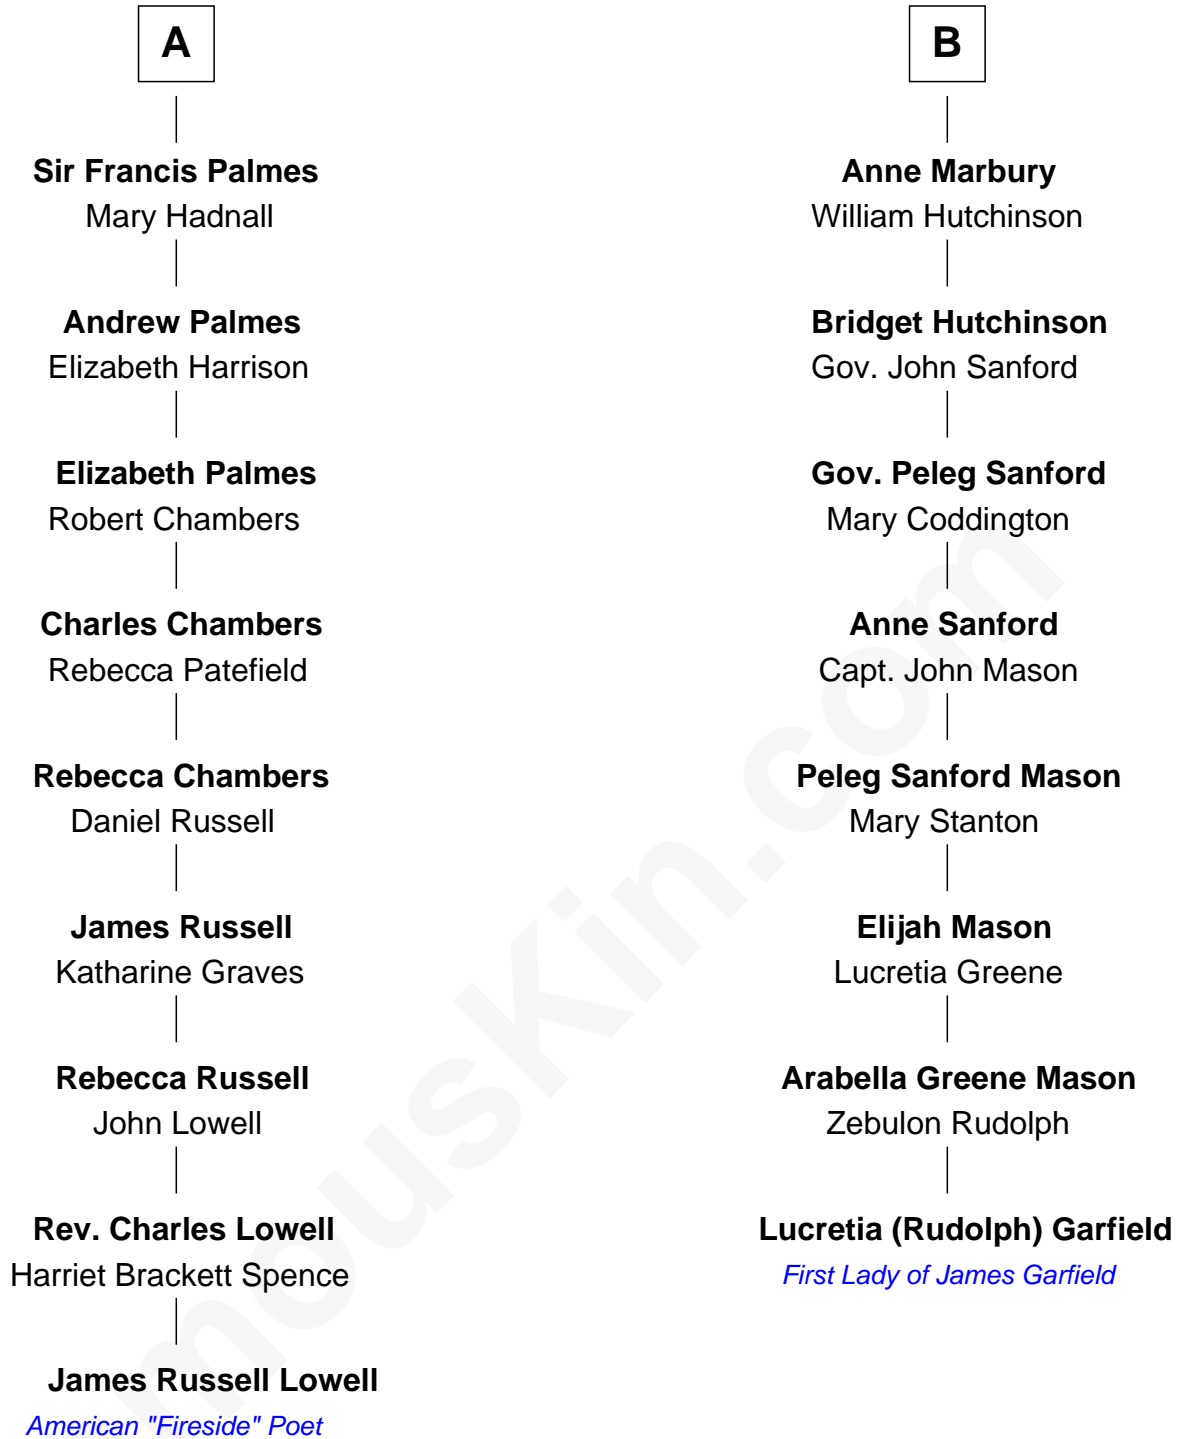 A
Sir Francis Palmes
Mary Hadnall
Andrew Palmes
Elizabeth Harrison
Elizabeth Palmes
Robert Chambers
Charles Chambers
Rebecca Patefield
Rebecca Chambers
Daniel Russell
James Russell
Katharine Graves
Rebecca Russell
John Lowell
Rev. Charles Lowell
Harriet Brackett Spence
James Russell Lowell
American "Fireside" Poet
B
Anne Marbury
William Hutchinson
Bridget Hutchinson
Gov. John Sanford
Gov. Peleg Sanford
Mary Coddington
Anne Sanford
Capt. John Mason
Peleg Sanford Mason
Mary Stanton
Elijah Mason
Lucretia Greene
Arabella Greene Mason
Zebulon Rudolph
Lucretia (Rudolph) Garfield
First Lady of James Garfield
mousKin.com